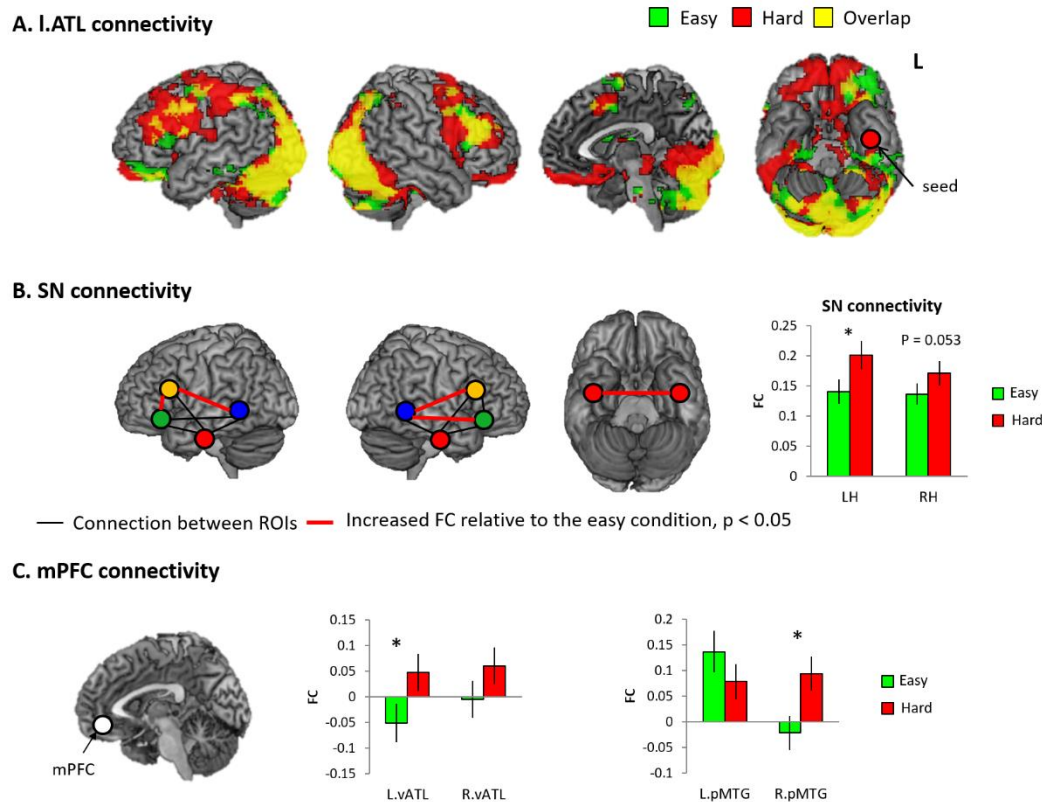 A. l.ATL connectivity
Easy Hard Overlap
L
seed
B. SN connectivity
SN connectivity
0.25
0.2
0.15
0.1
0.05
0
FC
*
P = 0.053
LH RH
Easy
Hard
Connection between ROIs Increased FC relative to the easy condition, p < 0.05
C. mPFC connectivity
mPFC
0.15
0.1
0.05
0
-0.05
-0.1
-0.15
FC
*
L.vATL R.vATL
0.2
0.15
0.1
0.05
0
-0.05
-0.1
FC
*
L.pMTG R.pMTG
Easy
Hard